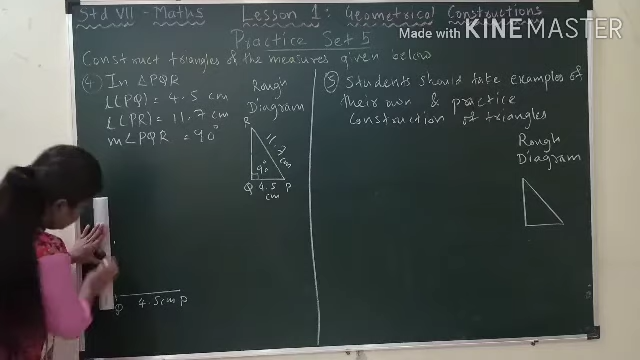 Std VII - Maths Lesson 1: Geometrical Constructions
Made with KINEMASTER
Practice Set 5
Construct triangles of the measures given below
④ In △PQR
l(PQ) = 4.5 cm
l(PR) = 11.7 cm
m∠PQR = 90°
Rough
Diagram
R
11.7 cm
90°
Q 4.5 P
cm
Q 4.5cm P
⑤ Students should take examples of
their own & practice
construction of triangles
Rough
Diagram